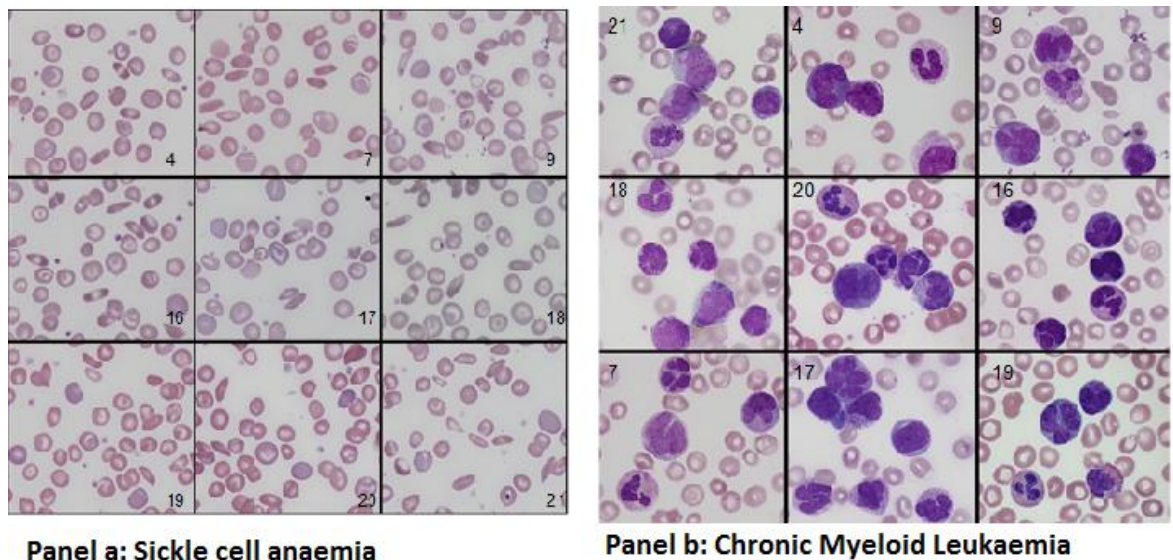 4 7 9
16 17 18
19 20 21
Panel a: Sickle cell anaemia
21 4 9
18 20 16
7 17 19
Panel b: Chronic Myeloid Leukaemia